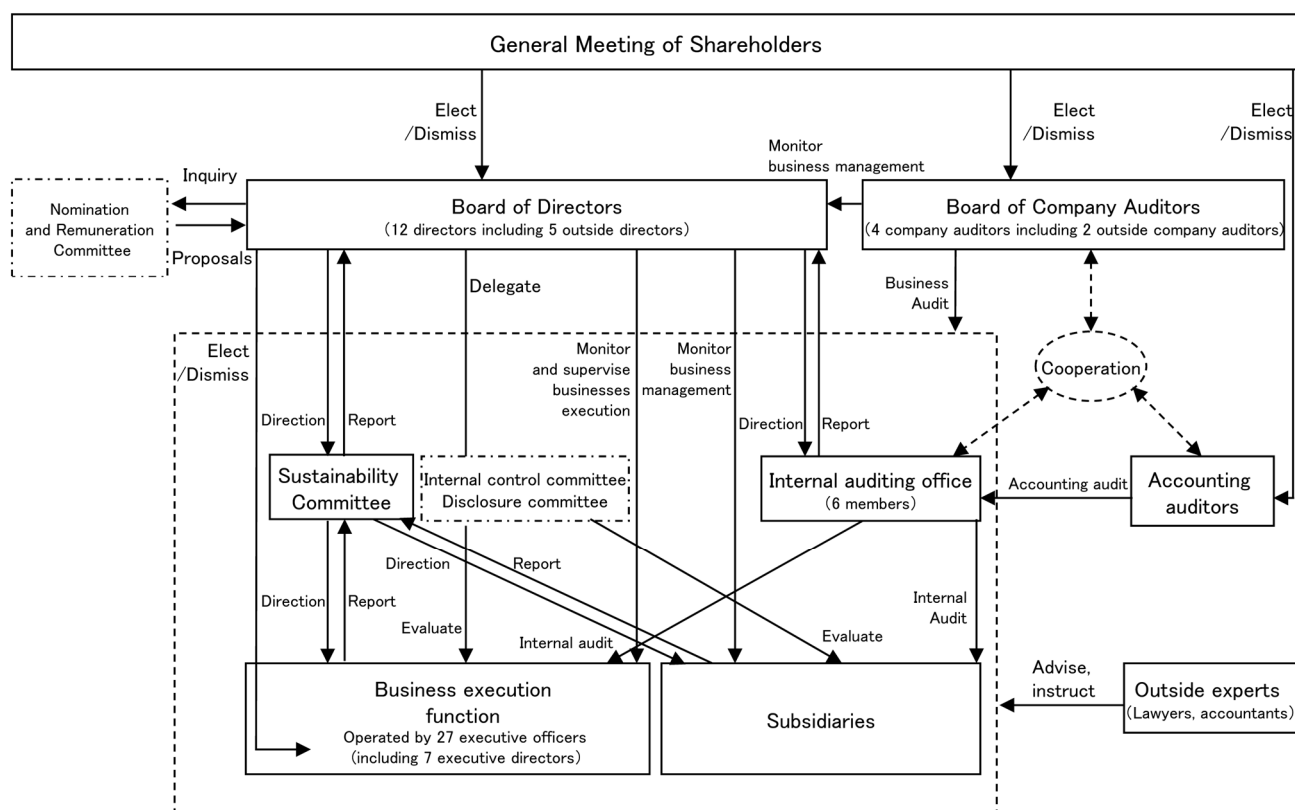 General Meeting of Shareholders
Elect
/Dismiss
Elect
/Dismiss
Elect
/Dismiss
Monitor
business management
Inquiry
Nomination
and Remuneration
Committee
Proposals
Board of Directors
(12 directors including 5 outside directors)
Board of Company Auditors
(4 company auditors including 2 outside company auditors)
Delegate
Business
Audit
Elect
/Dismiss
Monitor
and supervise
businesses
execution
Monitor
business
management
Cooperation
Direction
Report
Direction
Report
Sustainability
Committee
Internal control committee
Disclosure committee
Internal auditing office
(6 members)
Accounting audit
Accounting
auditors
Direction
Report
Direction
Report
Evaluate
Internal audit
Evaluate
Internal
Audit
Business execution
function
Operated by 27 executive officers
(including 7 executive directors)
Subsidiaries
Advise,
instruct
Outside experts
(Lawyers, accountants)